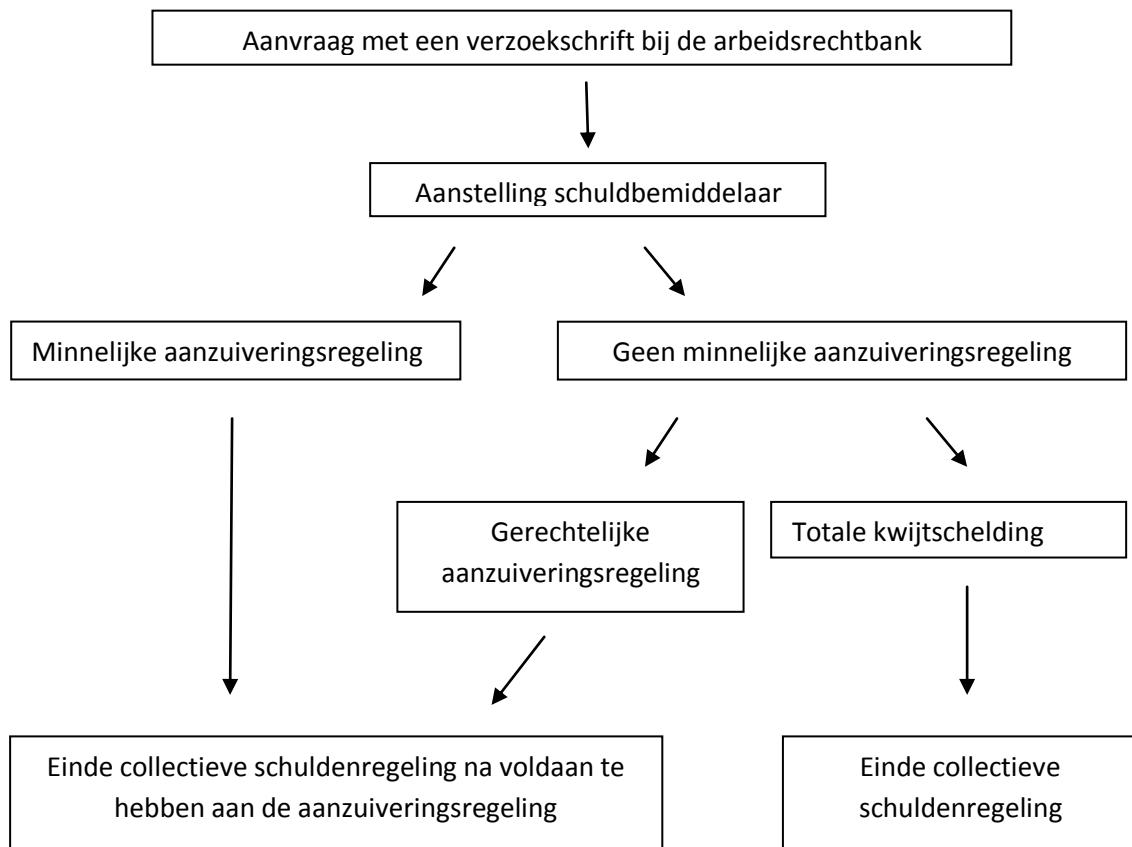 Aanvraag met een verzoekschrift bij de arbeidsrechtbank
Aanstelling schuldbemiddelaar
Minnelijke aanzuiveringsregeling
Geen minnelijke aanzuiveringsregeling
Gerechtelijke
aanzuiveringsregeling
Totale kwijtschelding
Einde collectieve schuldenregeling na voldaan te
hebben aan de aanzuiveringsregeling
Einde collectieve
schuldenregeling